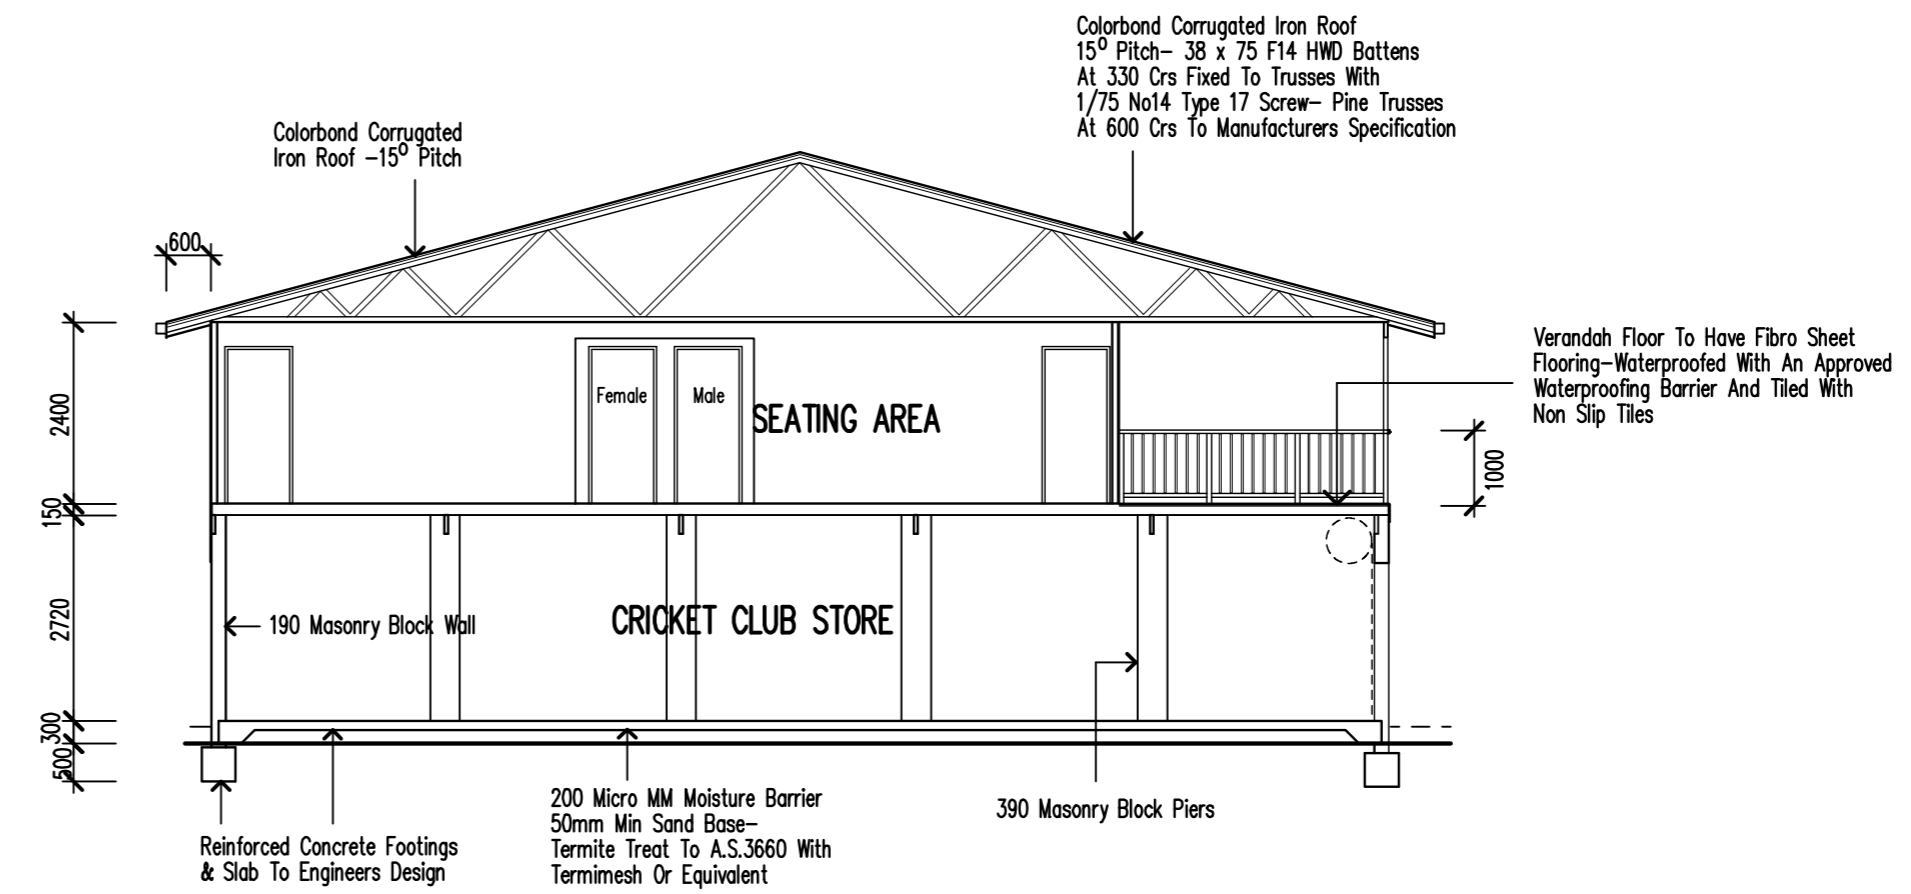 Colorbond Corrugated Iron Roof
15⁰ Pitch– 38 x 75 F14 HWD Battens
At 330 Crs Fixed To Trusses With
1/75 No14 Type 17 Screw– Pine Trusses
At 600 Crs To Manufacturers Specification
Colorbond Corrugated
Iron Roof –15⁰ Pitch
600
Verandah Floor To Have Fibro Sheet
Flooring–Waterproofed With An Approved
Waterproofing Barrier And Tiled With
Non Slip Tiles
2400
Female
Male
SEATING AREA
1000
150
2720
190 Masonry Block Wall
CRICKET CLUB STORE
300
500
390 Masonry Block Piers
200 Micro MM Moisture Barrier
50mm Min Sand Base–
Termite Treat To A.S.3660 With
Termimesh Or Equivalent
Reinforced Concrete Footings
& Slab To Engineers Design